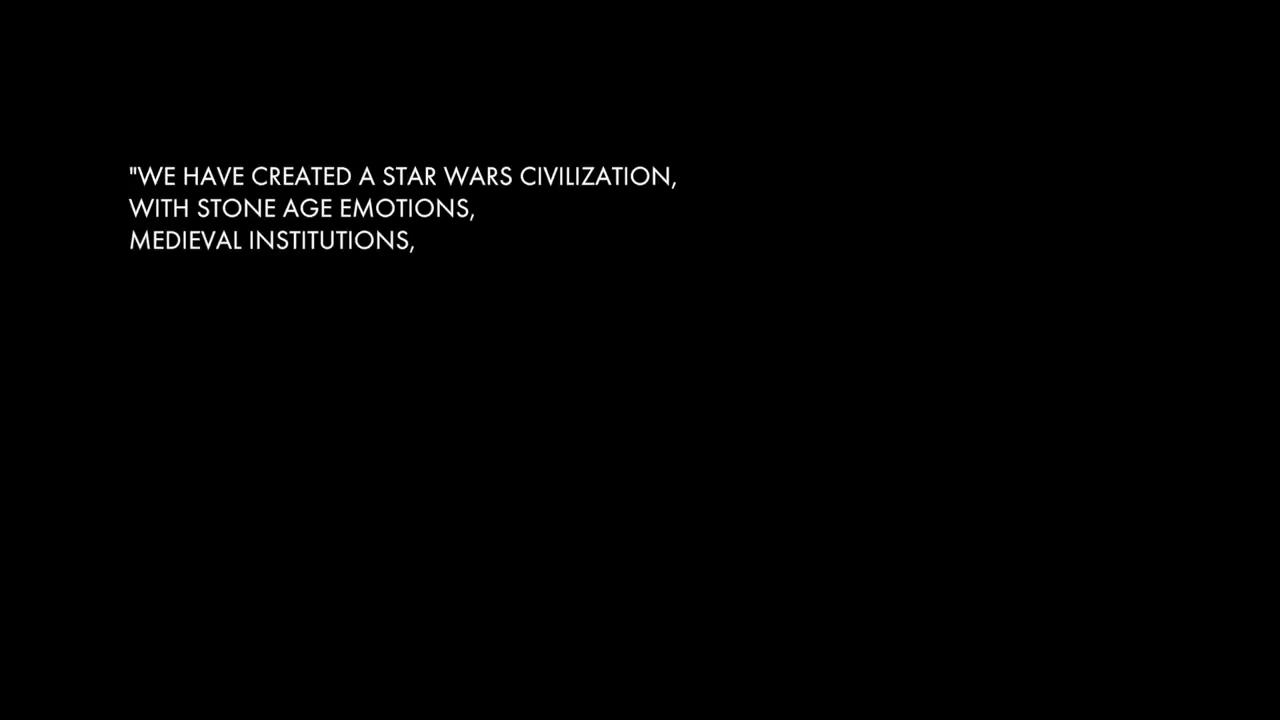 "WE HAVE CREATED A STAR WARS CIVILIZATION,
WITH STONE AGE EMOTIONS,
MEDIEVAL INSTITUTIONS,